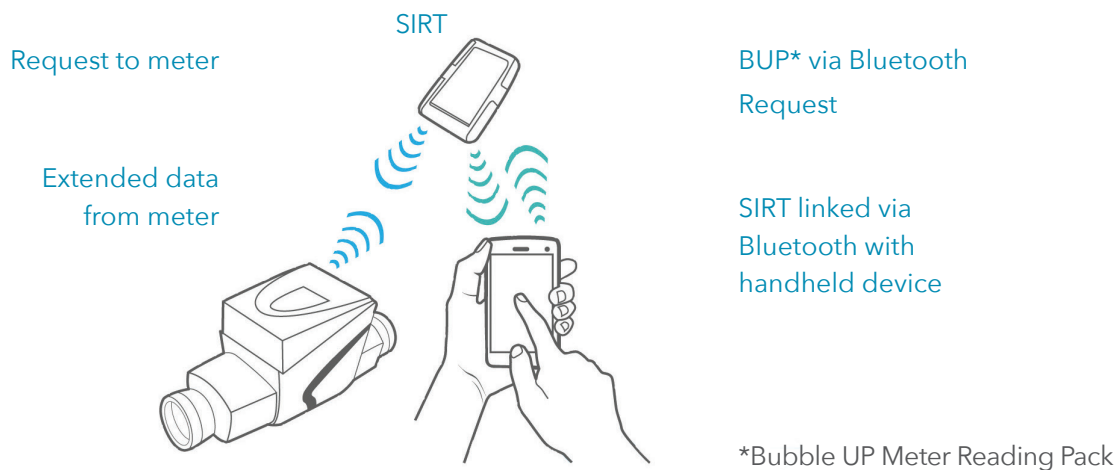 SIRT
Request to meter
BUP* via Bluetooth
Request
Extended data
from meter
SIRT linked via
Bluetooth with
handheld device
*Bubble UP Meter Reading Pack